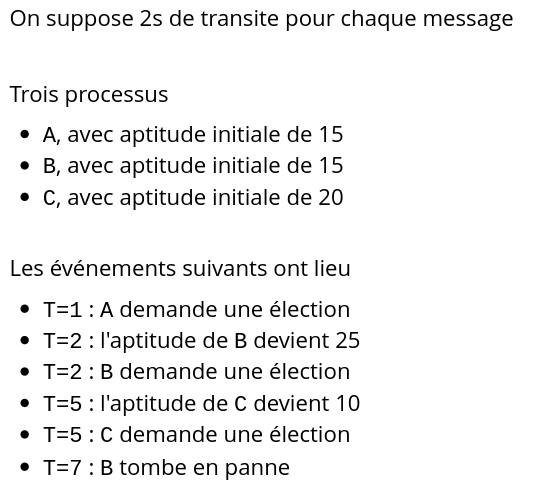 On suppose 2s de transite pour chaque message
Trois processus
• A, avec aptitude initiale de 15
• B, avec aptitude initiale de 15
• C, avec aptitude initiale de 20
Les événements suivants ont lieu
• T=1 : A demande une élection
• T=2 : l'aptitude de B devient 25
• T=2 : B demande une élection
• T=5 : l'aptitude de C devient 10
• T=5 : C demande une élection
• T=7 : B tombe en panne